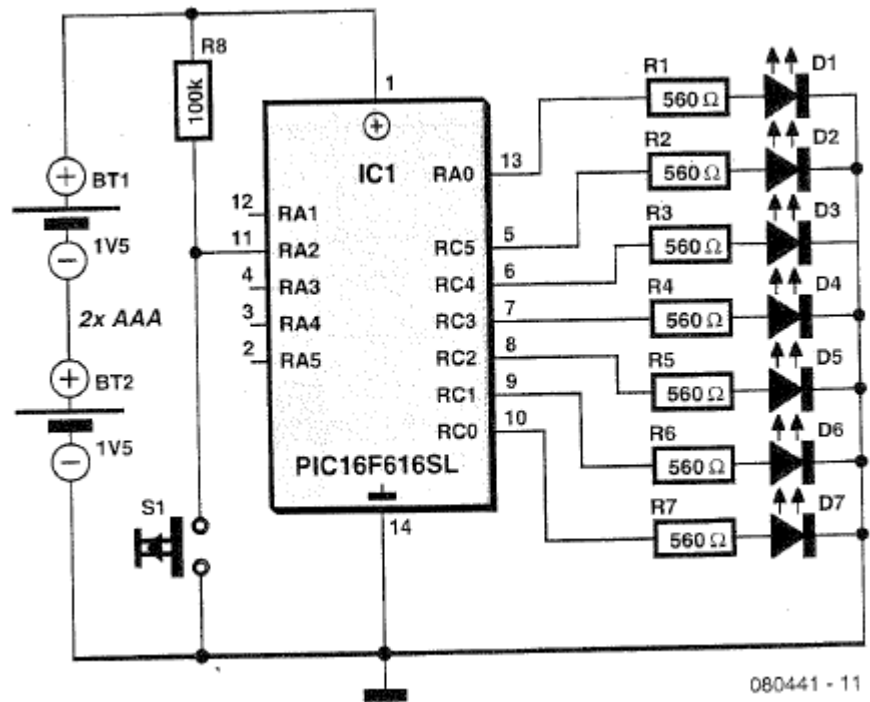 R8
100k
1
R1
560 Ω
D1
IC1
13
RA0
R2
560 Ω
D2
BT1
12
RA1
11
RA2
5
RC5
R3
560 Ω
D3
1V5
4
RA3
6
RC4
R4
560 Ω
D4
2x AAA
3
RA4
7
RC3
2
RA5
8
RC2
R5
560 Ω
D5
BT2
9
RC1
10
RC0
R6
560 Ω
D6
1V5
PIC16F616SL
S1
14
R7
560 Ω
D7
080441 - 11